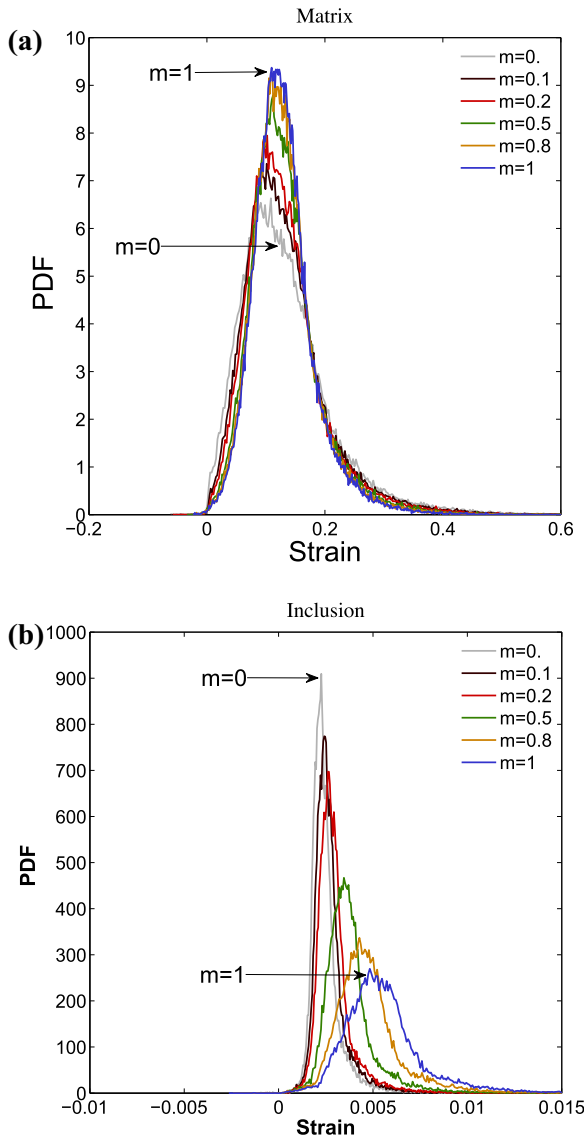 Matrix
(a)
10
9
8
7
6
5
4
3
2
1
0
PDF
m=1
m=0
m=0.
m=0.1
m=0.2
m=0.5
m=0.8
m=1
−0.2
0
0.2
0.4
0.6
Strain
Inclusion
(b)
1000
900
800
700
600
500
400
300
200
100
0
PDF
m=0
m=1
m=0.
m=0.1
m=0.2
m=0.5
m=0.8
m=1
−0.01
−0.005
0
0.005
0.01
0.015
Strain